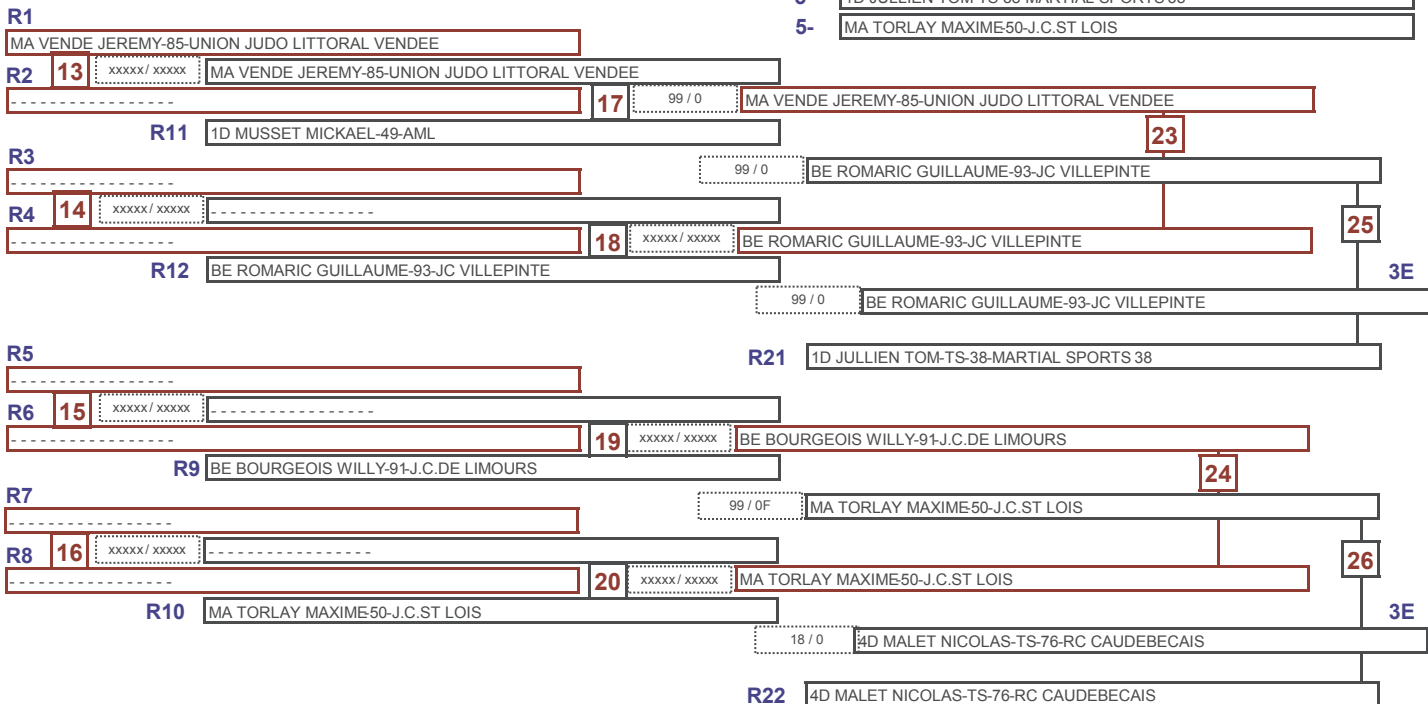 R1
5- MA TORLAY MAXIME-50-J.C.ST LOIS
MA VENDE JEREMY-85-UNION JUDO LITTORAL VENDEE
R2 13 xxxxx / xxxxx MA VENDE JEREMY-85-UNION JUDO LITTORAL VENDEE
- - - - - - - - - - - - - - - - - 17 99 / 0 MA VENDE JEREMY-85-UNION JUDO LITTORAL VENDEE
R11 1D MUSSET MICKAEL-49-AML 23
R3
99 / 0 BE ROMARIC GUILLAUME-93-JC VILLEPINTE
- - - - - - - - - - - - - - - - -
R4 14 xxxxx / xxxxx - - - - - - - - - - - - - - - - - 25
- - - - - - - - - - - - - - - - - 18 xxxxx / xxxxx BE ROMARIC GUILLAUME-93-JC VILLEPINTE
R12 BE ROMARIC GUILLAUME-93-JC VILLEPINTE 3E
99 / 0 BE ROMARIC GUILLAUME-93-JC VILLEPINTE
R5
R21 1D JULLIEN TOM-TS-38-MARTIAL SPORTS 38
- - - - - - - - - - - - - - - - -
R6 15 xxxxx / xxxxx - - - - - - - - - - - - - - - - -
- - - - - - - - - - - - - - - - - 19 xxxxx / xxxxx BE BOURGEOIS WILLY-91-J.C.DE LIMOURS
R9 BE BOURGEOIS WILLY-91-J.C.DE LIMOURS 24
R7
99 / 0F MA TORLAY MAXIME-50-J.C.ST LOIS
- - - - - - - - - - - - - - - - -
R8 16 xxxxx / xxxxx - - - - - - - - - - - - - - - - - 26
- - - - - - - - - - - - - - - - - 20 xxxxx / xxxxx MA TORLAY MAXIME-50-J.C.ST LOIS
R10 MA TORLAY MAXIME-50-J.C.ST LOIS 3E
18 / 0 4D MALET NICOLAS-TS-76-RC CAUDEBECAIS
R22 4D MALET NICOLAS-TS-76-RC CAUDEBECAIS